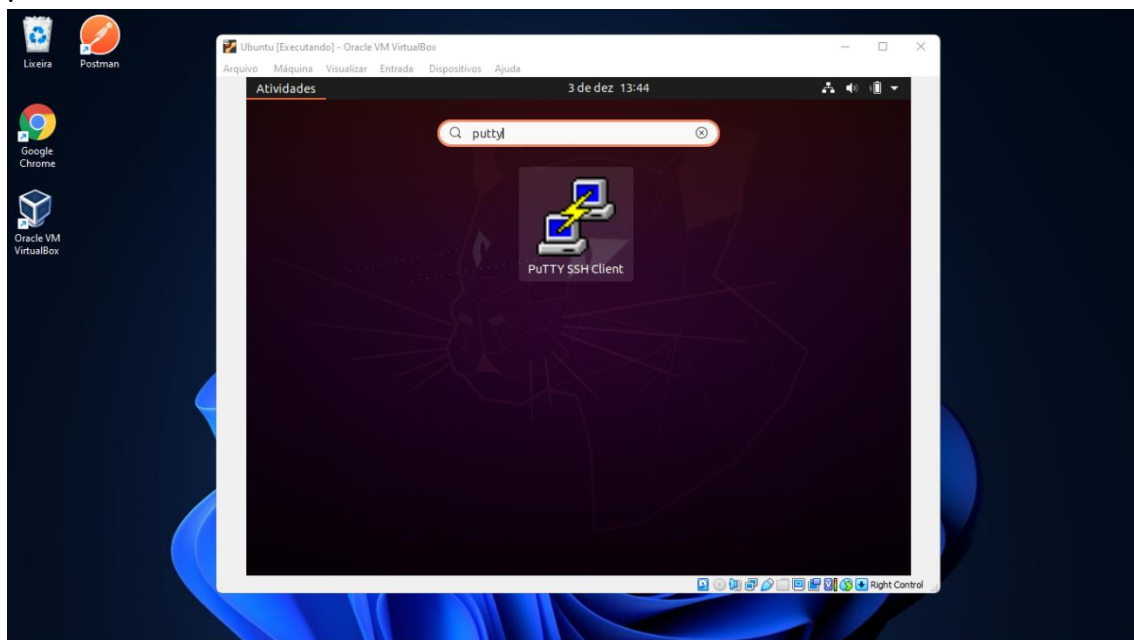 Lixeira
Postman
Google
Chrome
Oracle VM
VirtualBox
Ubuntu [Executando] - Oracle VM VirtualBox
Arquivo Máquina Visualizar Entrada Dispositivos Ajuda
Atividades 3 de dez 13:44
putty
PuTTY SSH Client
Right Control